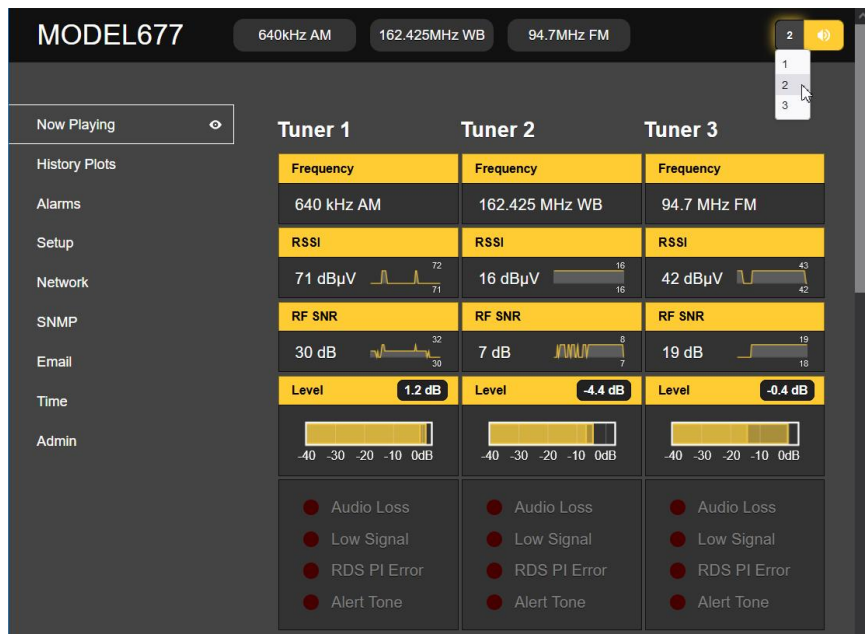 MODEL677
640kHz AM
162.425MHz WB
94.7MHz FM
2
1
2
3
Now Playing
History Plots
Alarms
Setup
Network
SNMP
Email
Time
Admin
Tuner 1
Tuner 2
Tuner 3
Frequency
Frequency
Frequency
640 kHz AM
162.425 MHz WB
94.7 MHz FM
RSSI
RSSI
RSSI
71 dBµV
72
71
16 dBµV
16
16
42 dBµV
43
42
RF SNR
RF SNR
RF SNR
30 dB
32
30
7 dB
8
7
19 dB
19
18
Level
1.2 dB
Level
-4.4 dB
Level
-0.4 dB
-40 -30 -20 -10 0dB
-40 -30 -20 -10 0dB
-40 -30 -20 -10 0dB
Audio Loss
Audio Loss
Audio Loss
Low Signal
Low Signal
Low Signal
RDS PI Error
RDS PI Error
RDS PI Error
Alert Tone
Alert Tone
Alert Tone